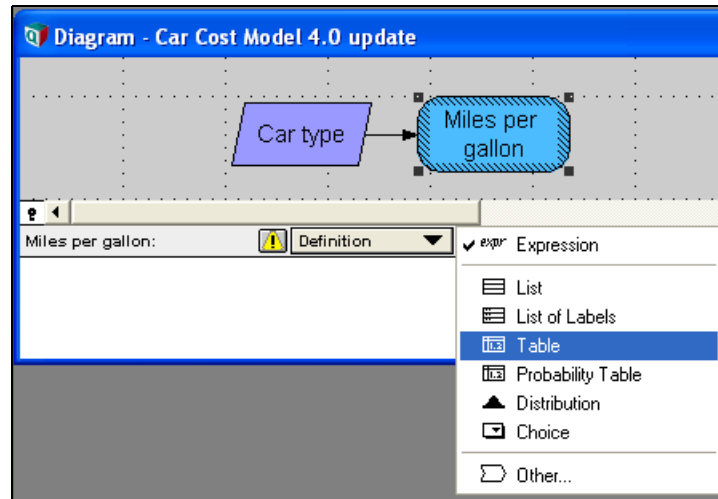 Diagram - Car Cost Model 4.0 update
Car type
Miles per
gallon
Miles per gallon:
Definition
expr Expression
List
List of Labels
Table
Probability Table
Distribution
Choice
Other...